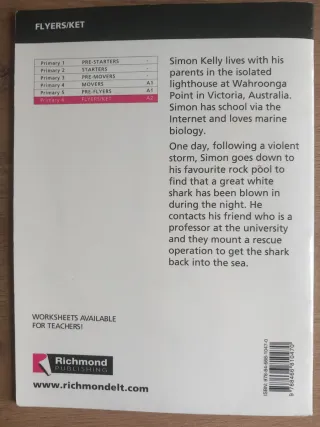 FLYERS/KET
Primary 1 PRE-STARTERS -
Primary 2 STARTERS -
Primary 3 PRE-MOVERS -
Primary 4 MOVERS A1
Primary 5 PRE-FLYERS A1
Primary 6 FLYERS/KET A2
Simon Kelly lives with his
parents in the isolated
lighthouse at Wahroonga
Point in Victoria, Australia.
Simon has school via the
Internet and loves marine
biology.
One day, following a violent
storm, Simon goes down to
his favourite rock pool to
find that a great white
shark has been blown in
during the night. He
contacts his friend who is a
professor at the university
and they mount a rescue
operation to get the shark
back into the sea.
WORKSHEETS AVAILABLE
FOR TEACHERS!
Richmond
PUBLISHING
www.richmondelt.com